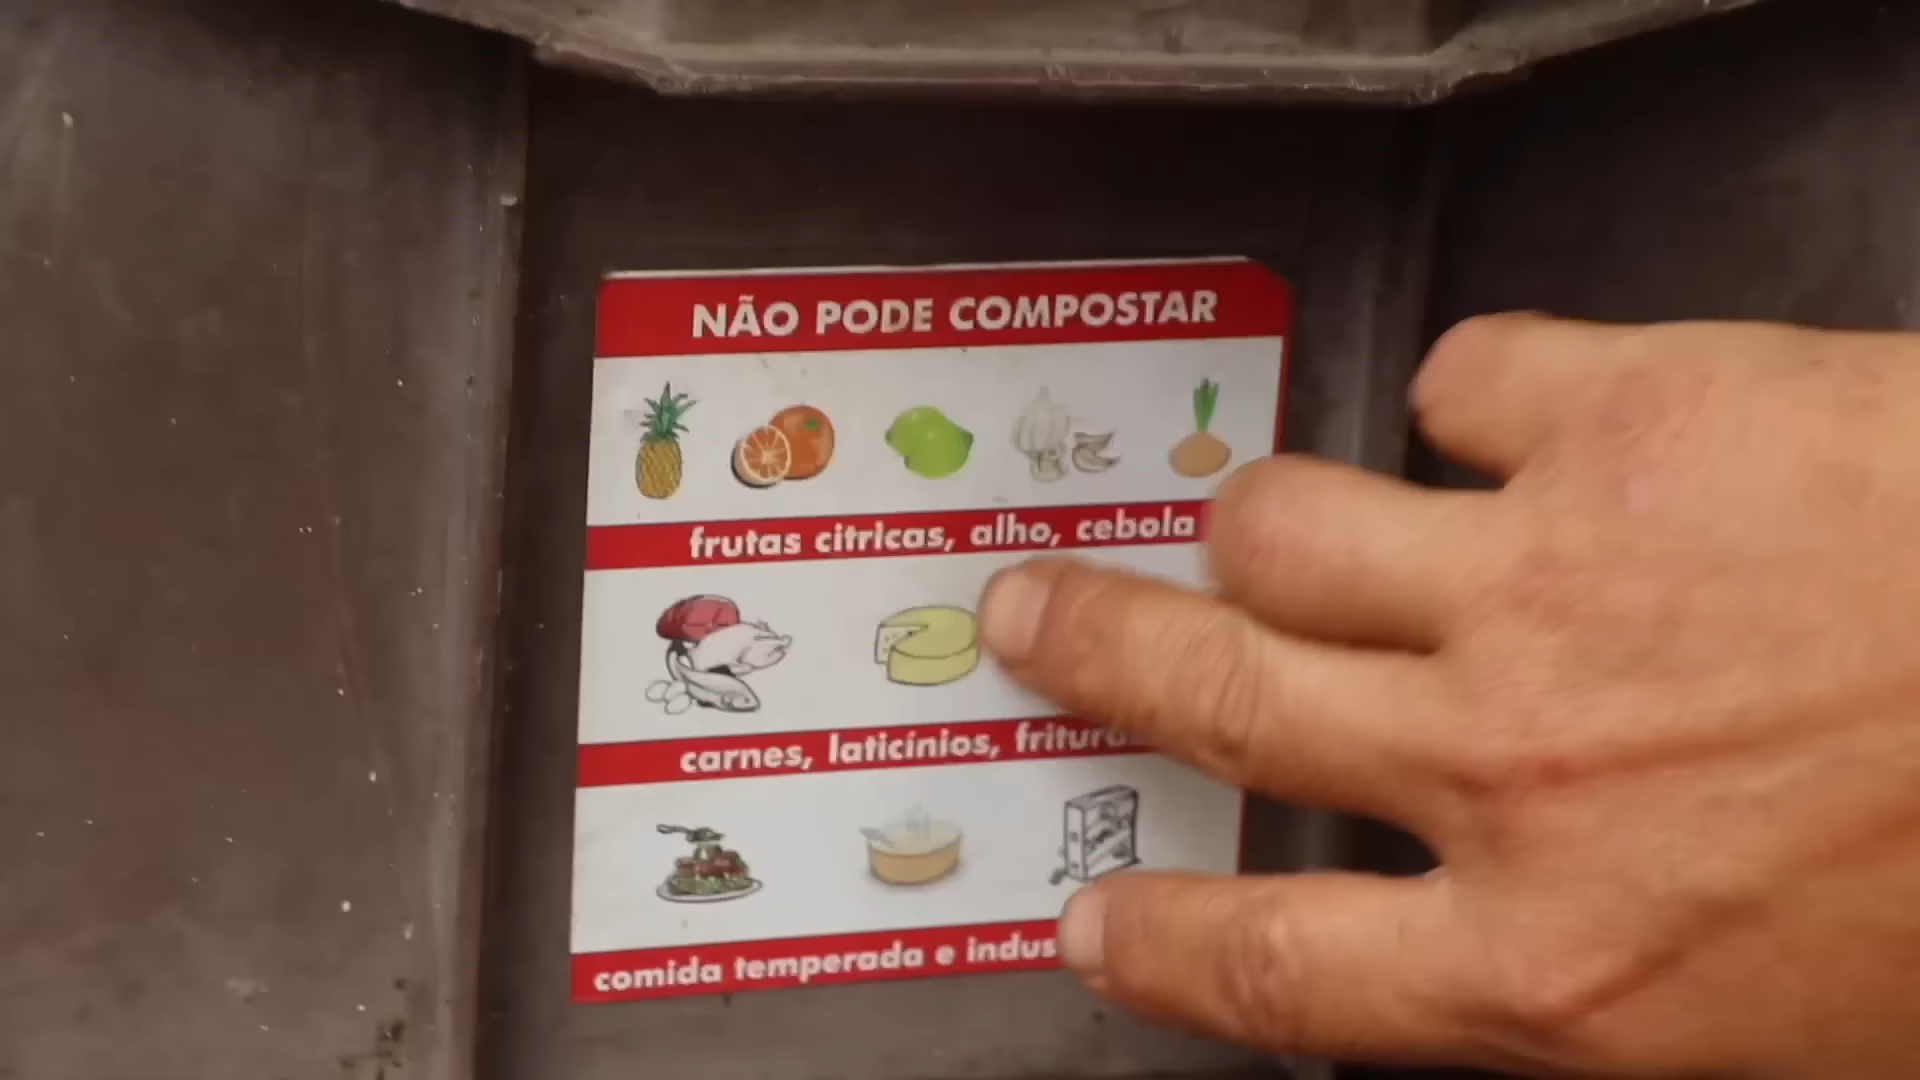 NÃO PODE COMPOSTAR
frutas citricas, alho, cebola
carnes, laticínios,
comida temperada e